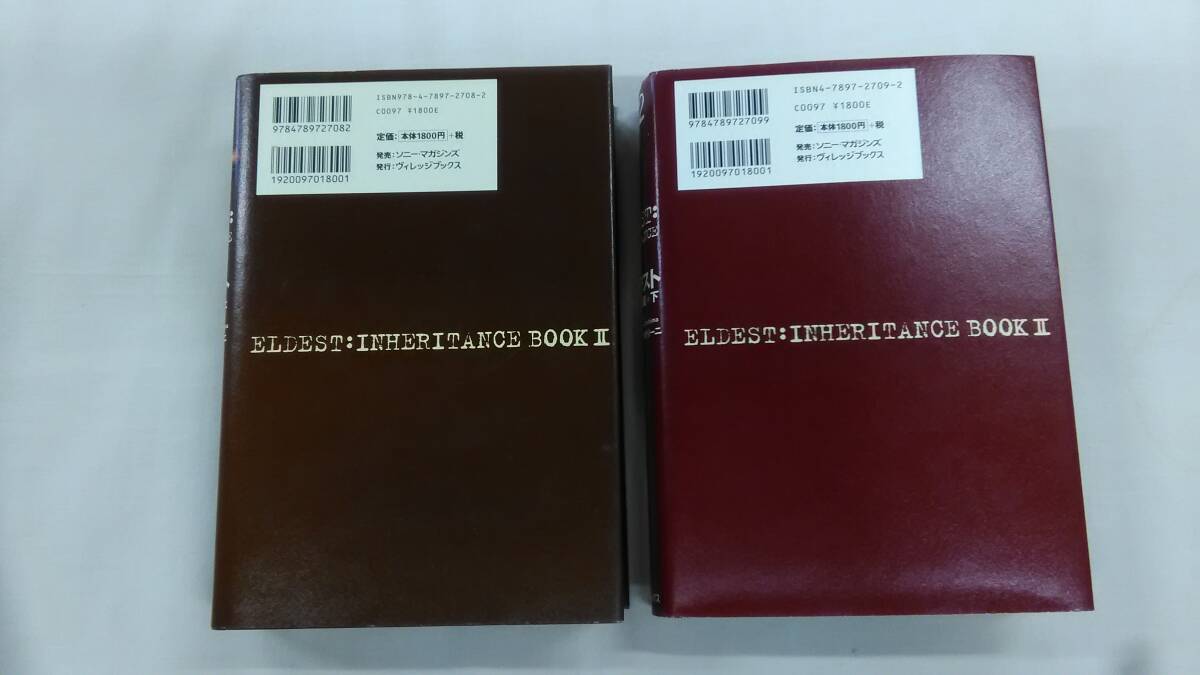 ISBN978-4-7897-2708-2
C0097 ¥1800E
9784789727082
定価:本体1800円+税
発売:ソニー・マガジンズ
発行:ヴィレッジブックス
1920097018001
ELDEST:INHERITANCE BOOK II
ISBN4-7897-2709-2
C0097 ¥1800E
9784789727099
定価:本体1800円+税
発売:ソニー・マガジンズ
発行:ヴィレッジブックス
1920097018001
2
スト
下
ELDEST:INHERITANCE BOOK II